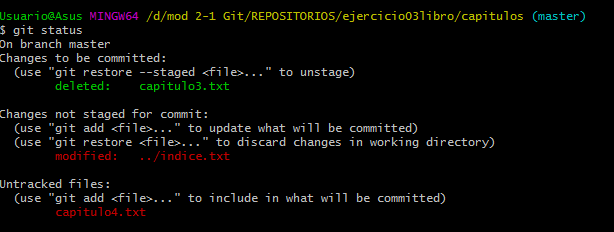 Usuario@Asus MINGW64 /d/mod 2-1 Git/REPOSITORIOS/ejercicio03libro/capitulos (master)
$ git status
On branch master
Changes to be committed:
  (use "git restore --staged <file>..." to unstage)
        deleted:    capitulo3.txt

Changes not staged for commit:
  (use "git add <file>..." to update what will be committed)
  (use "git restore <file>..." to discard changes in working directory)
        modified:   ../indice.txt

Untracked files:
  (use "git add <file>..." to include in what will be committed)
        capitulo4.txt